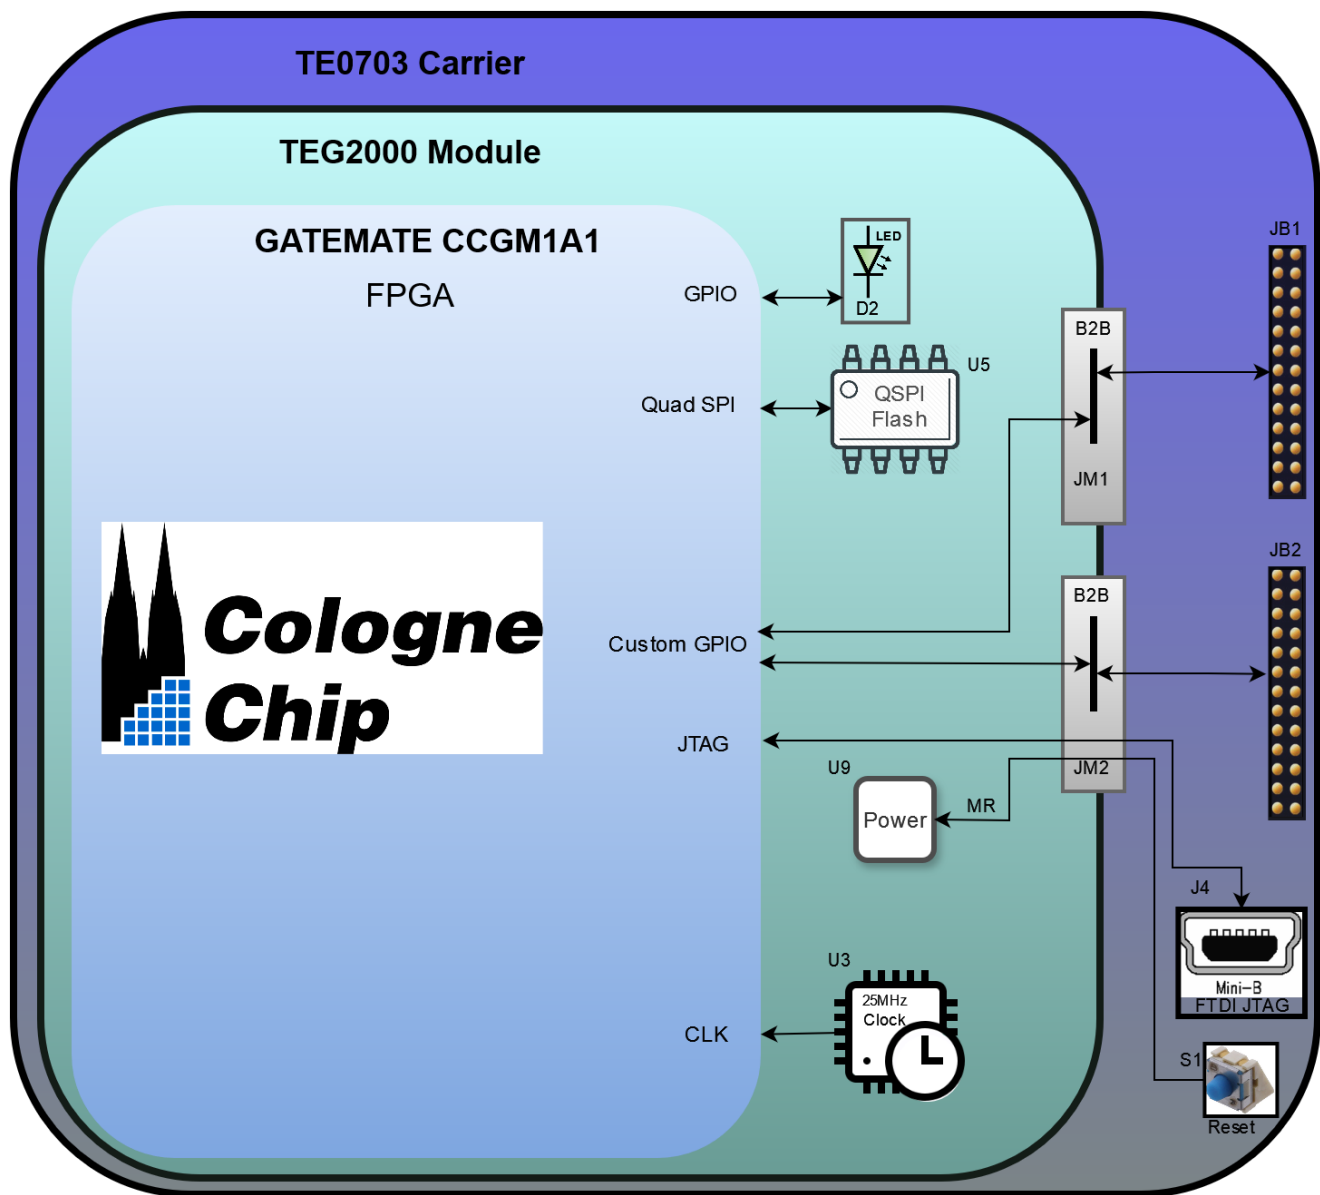 TE0703 Carrier
TEG2000 Module
GATEMATE CCGM1A1
FPGA
GPIO
LED
D2
JB1
B2B
JM1
U5
QSPI
Flash
Quad SPI
Cologne
Chip
Custom GPIO
B2B
JM2
JB2
JTAG
U9
Power
MR
J4
Mini-B
FTDI JTAG
U3
25MHz
Clock
CLK
S1
Reset